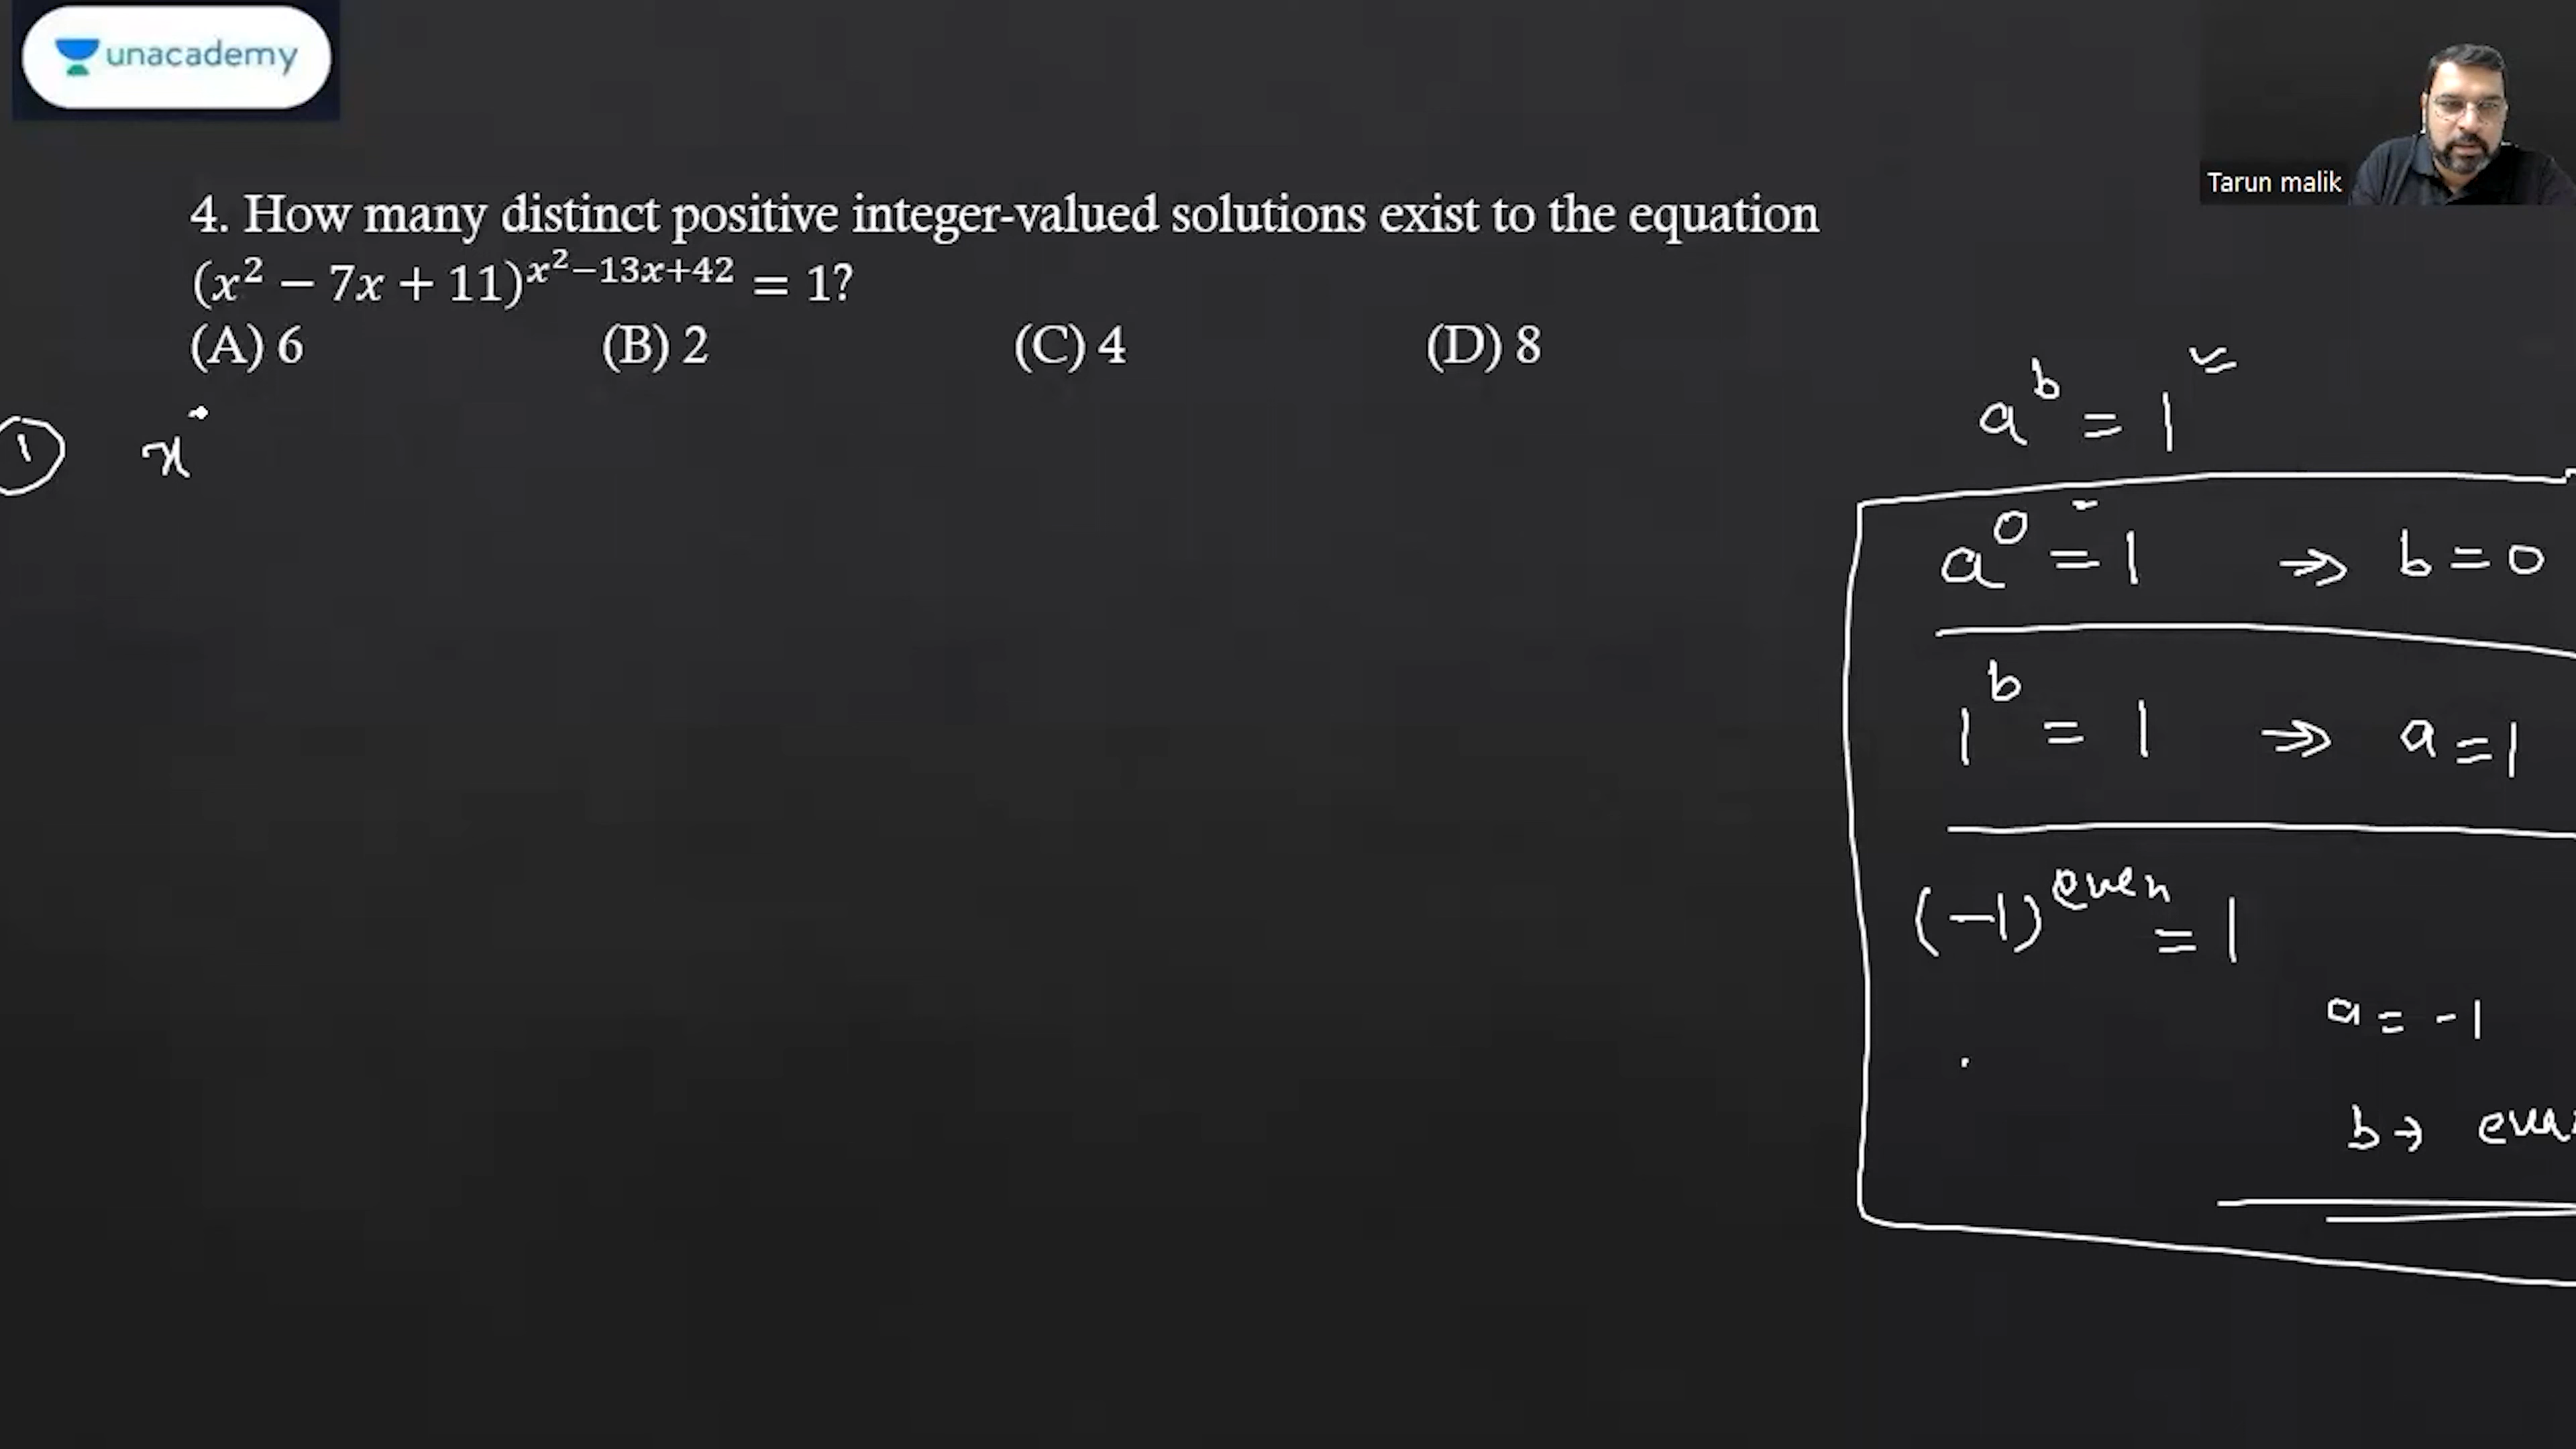 unacademy
Tarun malik
4. How many distinct positive integer-valued solutions exist to the equation
(x² − 7x + 11)^{x²−13x+42} = 1?
(A) 6 (B) 2 (C) 4 (D) 8
a^b = 1
① x
a^0 = 1 ⇒ b = 0
1^b = 1 ⇒ a = 1
(-1)^{even} = 1
a = -1
b →